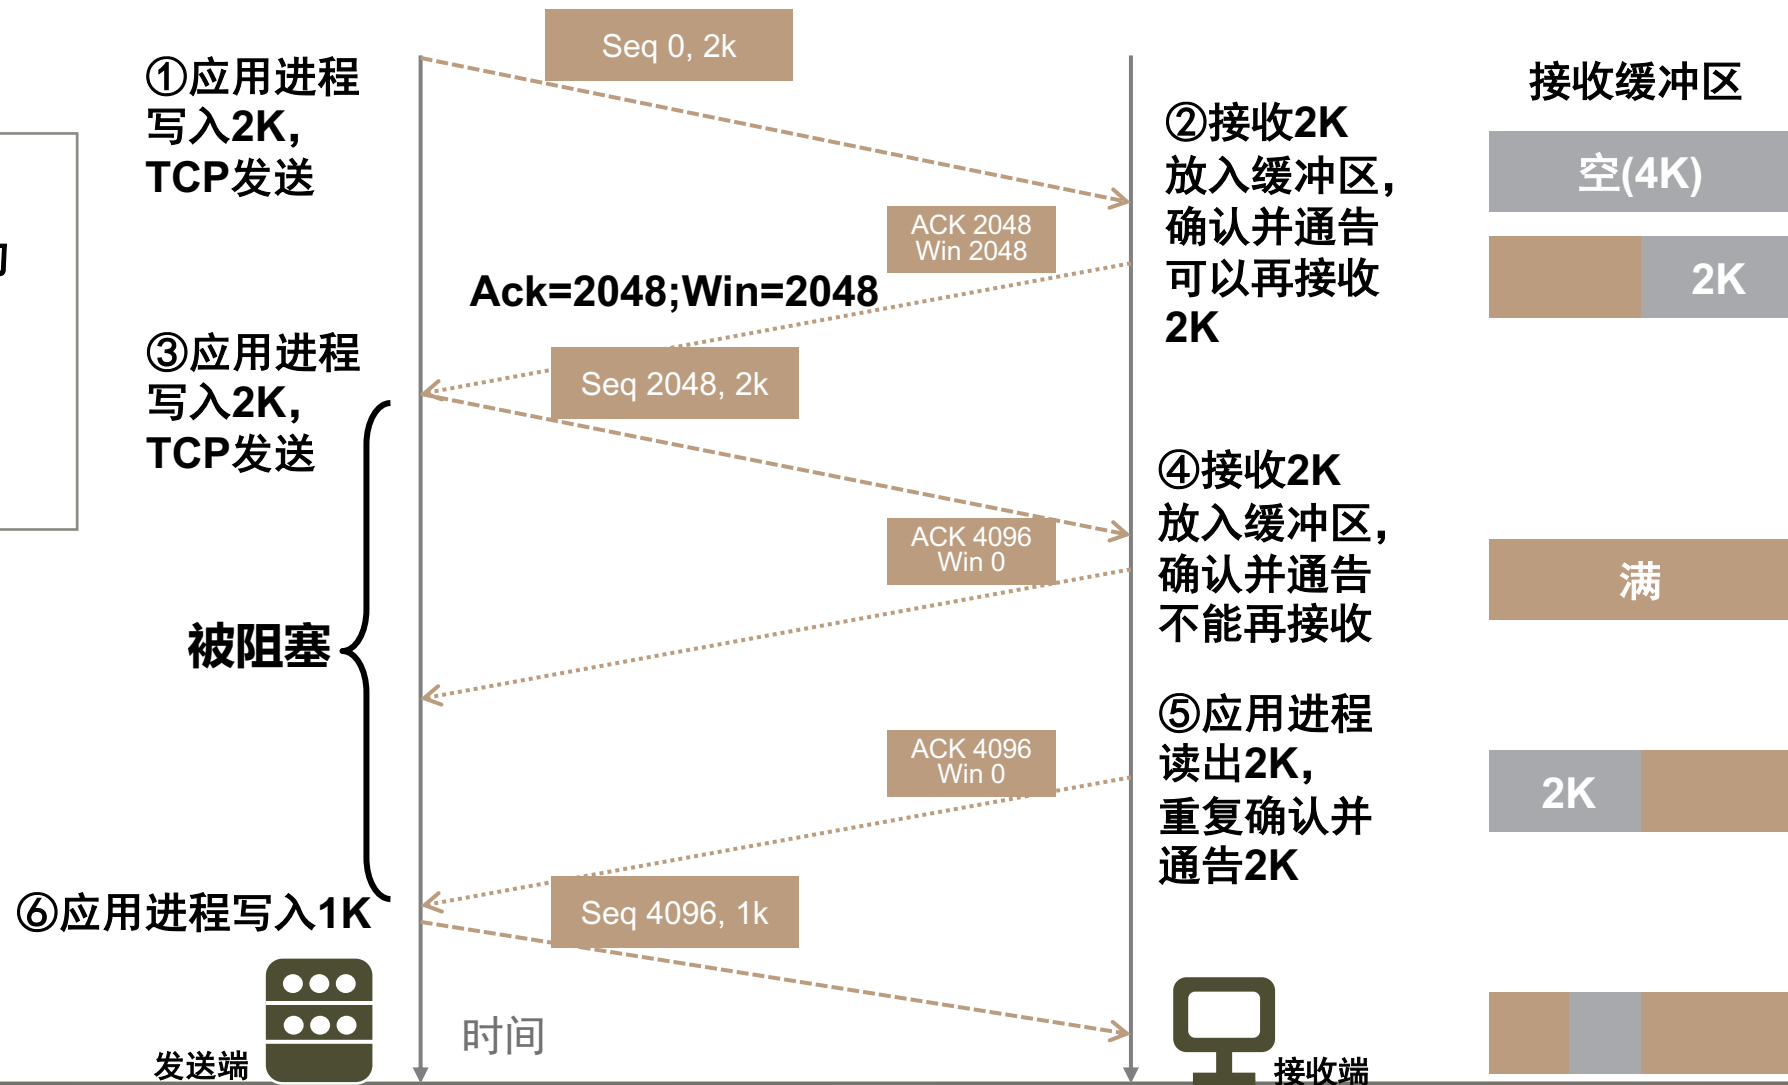 Seq 0, 2k
①应用进程
写入2K，
TCP发送
接收缓冲区
②接收2K
放入缓冲区，
确认并通告
可以再接收
2K
空(4K)
ACK 2048
Win 2048
2K
Ack=2048;Win=2048
③应用进程
写入2K，
TCP发送
Seq 2048, 2k
④接收2K
放入缓冲区，
确认并通告
不能再接收
ACK 4096
Win 0
满
被阻塞
⑤应用进程
读出2K，
重复确认并
通告2K
ACK 4096
Win 0
2K
⑥应用进程写入1K
Seq 4096, 1k
时间
发送端
接收端